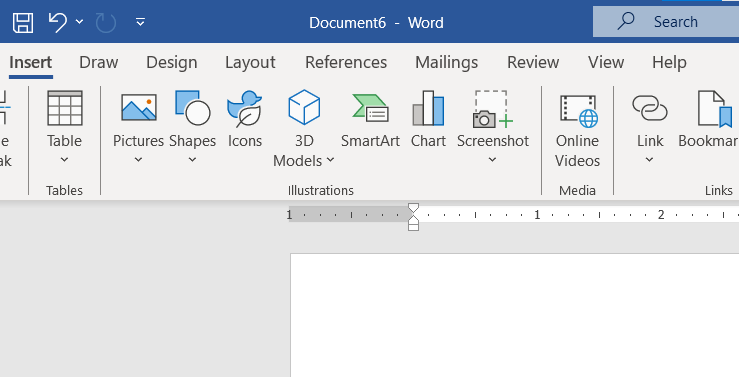 Document6 - Word
Search
Insert Draw Design Layout References Mailings Review View Help
Table Pictures Shapes Icons 3D Models SmartArt Chart Screenshot Online Videos Link
Tables Illustrations Media Links
1 1 2